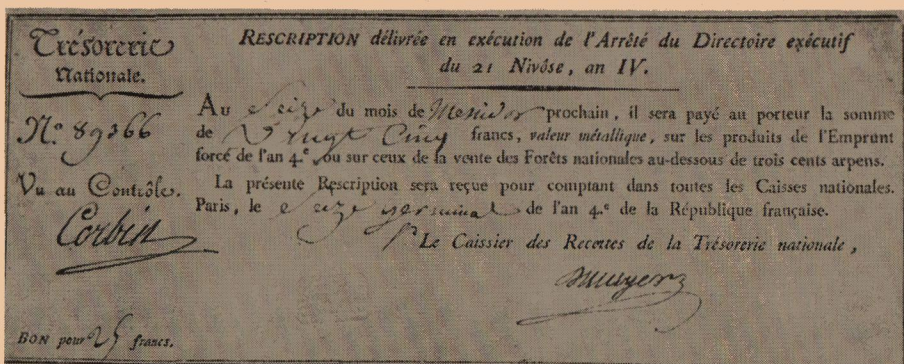 Trésorerie
Nationale.
N.o 89366
Vu au Contrôle.
Corbin
BON pour 25 francs.
RESCRIPTION délivrée en exécution de l'Arrêté du Directoire exécutif
du 21 Nivôse, an IV.
Au Seize du mois de Messidor prochain, il sera payé au porteur la somme
de Vingt Cinq francs, valeur métallique, sur les produits de l'Emprunt
forcé de l'an 4.e, ou sur ceux de la vente des Forêts nationales au-dessous de trois cents arpens.
La présente Rescription sera reçue pour comptant dans toutes les Caisses nationales.
Paris, le Seize germinal de l'an 4.e de la République française.
Pr Le Caissier des Recettes de la Trésorerie nationale,